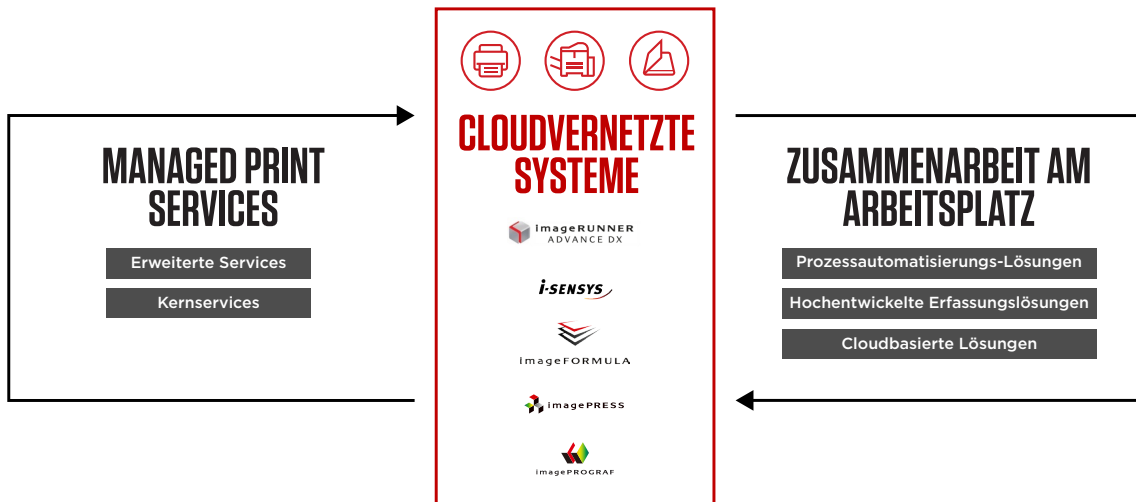 MANAGED PRINT
SERVICES
Erweiterte Services
Kernservices
CLOUDVERNETZTE
SYSTEME
imageRUNNER
ADVANCE DX
i-SENSYS
imageFORMULA
imagePRESS
imagePROGRAF
ZUSAMMENARBEIT AM
ARBEITSPLATZ
Prozessautomatisierungs-Lösungen
Hochentwickelte Erfassungslösungen
Cloudbasierte Lösungen